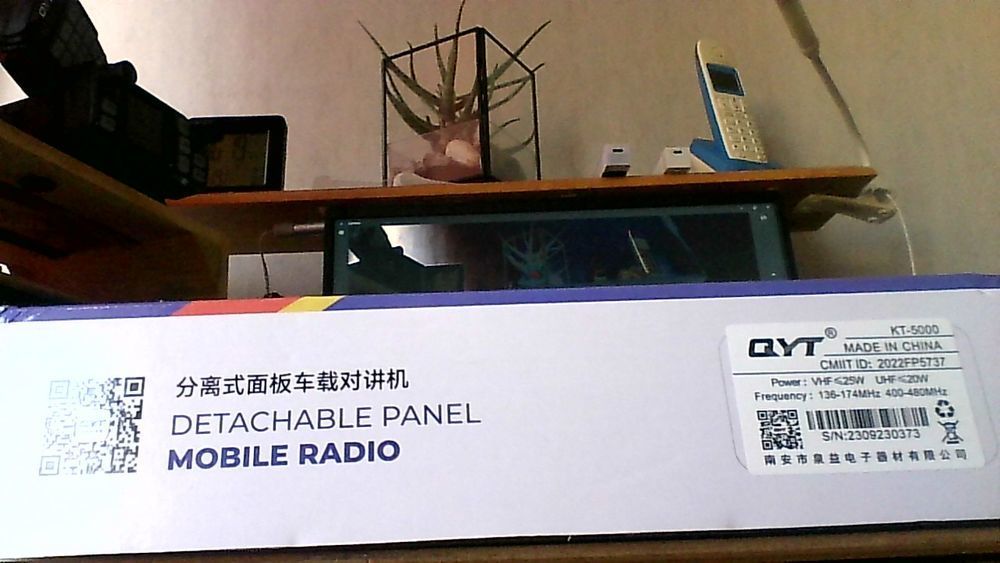 分离式面板车载对讲机
DETACHABLE PANEL
MOBILE RADIO
QYT®
KT-5000
MADE IN CHINA
CMIIT ID: 2022FP5737
Power: VHF≤25W UHF≤20W
Frequency: 136-174MHz 400-480MHz
S/N:2309230373
南安市泉益电子器材有限公司